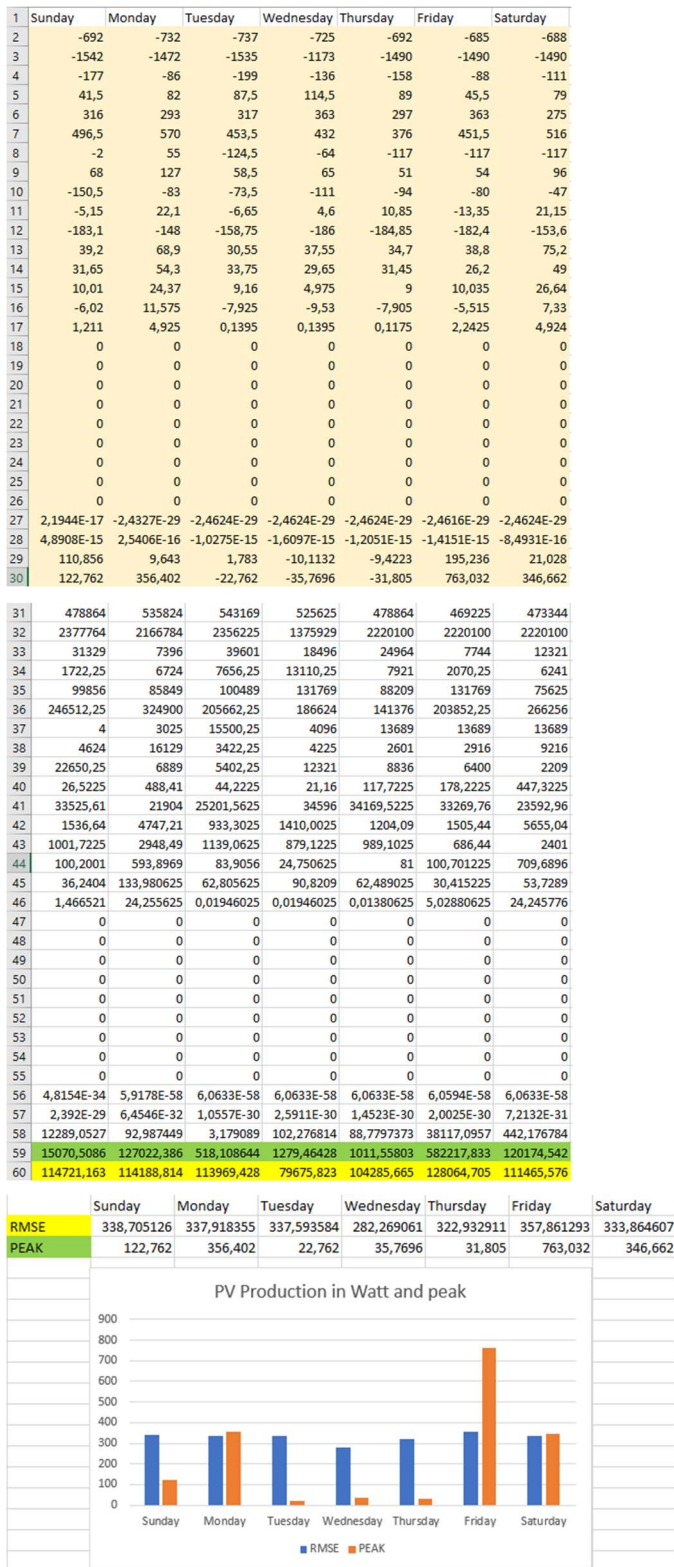 1 Sunday Monday Tuesday Wednesday Thursday Friday Saturday
2 -692 -732 -737 -725 -692 -685 -688
3 -1542 -1472 -1535 -1173 -1490 -1490 -1490
4 -177 -86 -199 -136 -158 -88 -111
5 41,5 82 87,5 114,5 89 45,5 79
6 316 293 317 363 297 363 275
7 496,5 570 453,5 432 376 451,5 516
8 -2 55 -124,5 -64 -117 -117 -117
9 68 127 58,5 65 51 54 96
10 -150,5 -83 -73,5 -111 -94 -80 -47
11 -5,15 22,1 -6,65 4,6 10,85 -13,35 21,15
12 -183,1 -148 -158,75 -186 -184,85 -182,4 -153,6
13 39,2 68,9 30,55 37,55 34,7 38,8 75,2
14 31,65 54,3 33,75 29,65 31,45 26,2 49
15 10,01 24,37 9,16 4,975 9 10,035 26,64
16 -6,02 11,575 -7,925 -9,53 -7,905 -5,515 7,33
17 1,211 4,925 0,1395 0,1395 0,1175 2,2425 4,924
18 0 0 0 0 0 0 0
19 0 0 0 0 0 0 0
20 0 0 0 0 0 0 0
21 0 0 0 0 0 0 0
22 0 0 0 0 0 0 0
23 0 0 0 0 0 0 0
24 0 0 0 0 0 0 0
25 0 0 0 0 0 0 0
26 0 0 0 0 0 0 0
27 2,1944E-17 -2,4327E-29 -2,4624E-29 -2,4624E-29 -2,4624E-29 -2,4616E-29 -2,4624E-29
28 4,8908E-15 2,5406E-16 -1,0275E-15 -1,6097E-15 -1,2051E-15 -1,4151E-15 -8,4931E-16
29 110,856 9,643 1,783 -10,1132 -9,4223 195,236 21,028
30 122,762 356,402 -22,762 -35,7696 -31,805 763,032 346,662
31 478864 535824 543169 525625 478864 469225 473344
32 2377764 2166784 2356225 1375929 2220100 2220100 2220100
33 31329 7396 39601 18496 24964 7744 12321
34 1722,25 6724 7656,25 13110,25 7921 2070,25 6241
35 99856 85849 100489 131769 88209 131769 75625
36 246512,25 324900 205662,25 186624 141376 203852,25 266256
37 4 3025 15500,25 4096 13689 13689 13689
38 4624 16129 3422,25 4225 2601 2916 9216
39 22650,25 6889 5402,25 12321 8836 6400 2209
40 26,5225 488,41 44,2225 21,16 117,7225 178,2225 447,3225
41 33525,61 21904 25201,5625 34596 34169,5225 33269,76 23592,96
42 1536,64 4747,21 933,3025 1410,0025 1204,09 1505,44 5655,04
43 1001,7225 2948,49 1139,0625 879,1225 989,1025 686,44 2401
44 100,2001 593,8969 83,9056 24,750625 81 100,701225 709,6896
45 36,2404 133,980625 62,805625 90,8209 62,489025 30,415225 53,7289
46 1,466521 24,255625 0,01946025 0,01946025 0,01380625 5,02880625 24,245776
47 0 0 0 0 0 0 0
48 0 0 0 0 0 0 0
49 0 0 0 0 0 0 0
50 0 0 0 0 0 0 0
51 0 0 0 0 0 0 0
52 0 0 0 0 0 0 0
53 0 0 0 0 0 0 0
54 0 0 0 0 0 0 0
55 0 0 0 0 0 0 0
56 4,8154E-34 5,9178E-58 6,0633E-58 6,0633E-58 6,0633E-58 6,0594E-58 6,0633E-58
57 2,392E-29 6,4546E-32 1,0557E-30 2,5911E-30 1,4523E-30 2,0025E-30 7,2132E-31
58 12289,0527 92,987449 3,179089 102,276814 88,7797373 38117,0957 442,176784
59 15070,5086 127022,386 518,108644 1279,46428 1011,55803 582217,833 120174,542
60 114721,163 114188,814 113969,428 79675,823 104285,665 128064,705 111465,576
Sunday Monday Tuesday Wednesday Thursday Friday Saturday
RMSE 338,705126 337,918355 337,593584 282,269061 322,932911 357,861293 333,864607
PEAK 122,762 356,402 22,762 35,7696 31,805 763,032 346,662
PV Production in Watt and peak
900
800
700
600
500
400
300
200
100
0
Sunday Monday Tuesday Wednesday Thursday Friday Saturday
RMSE PEAK